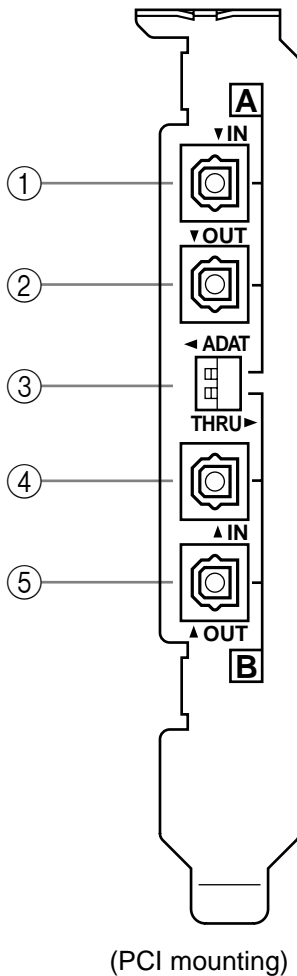 A
▼IN
①
▼OUT
②
◄ ADAT
③
THRU►
④
▲IN
⑤
▲OUT
B
(PCI mounting)